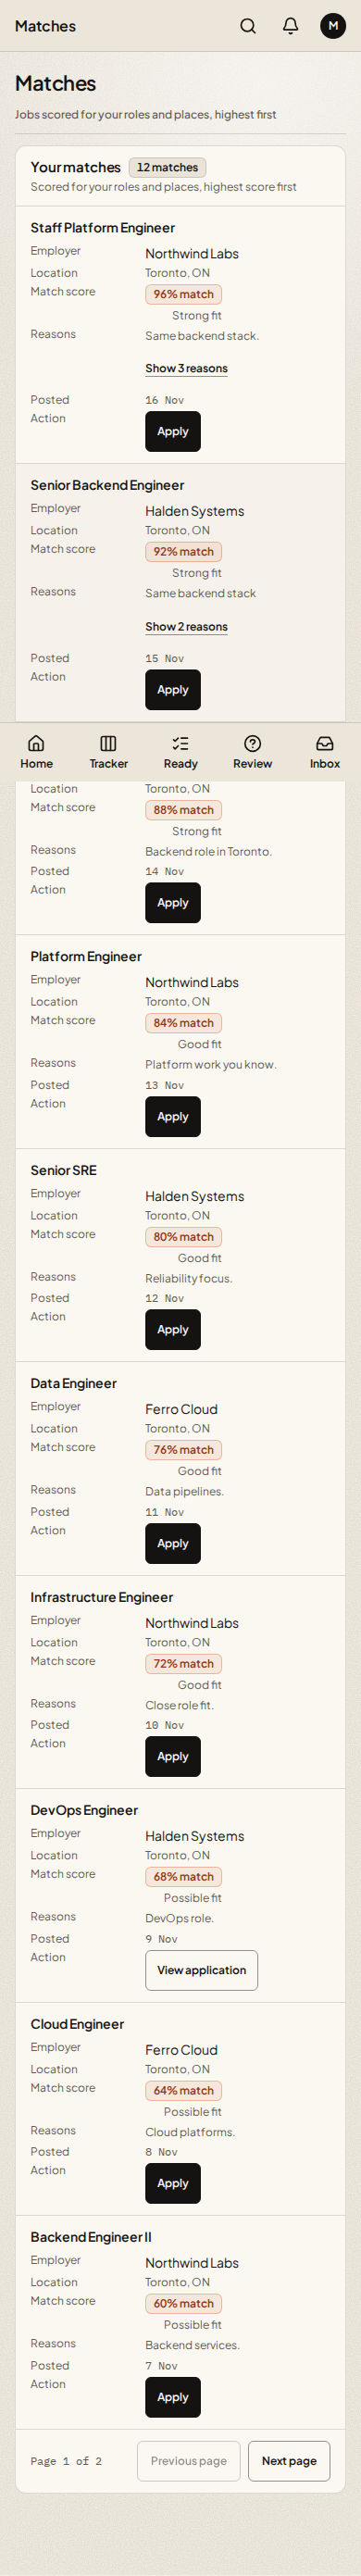 Matches
M
Matches
Jobs scored for your roles and places, highest first
Your matches 12 matches
Scored for your roles and places, highest score first
Staff Platform Engineer
Employer Northwind Labs
Location Toronto, ON
Match score 96% match
Strong fit
Reasons Same backend stack.
Show 3 reasons
Posted 16 Nov
Action Apply
Senior Backend Engineer
Employer Halden Systems
Location Toronto, ON
Match score 92% match
Strong fit
Reasons Same backend stack
Show 2 reasons
Posted 15 Nov
Action Apply
Home Tracker Ready Review Inbox
Location Toronto, ON
Match score 88% match
Strong fit
Reasons Backend role in Toronto.
Posted 14 Nov
Action Apply
Platform Engineer
Employer Northwind Labs
Location Toronto, ON
Match score 84% match
Good fit
Reasons Platform work you know.
Posted 13 Nov
Action Apply
Senior SRE
Employer Halden Systems
Location Toronto, ON
Match score 80% match
Good fit
Reasons Reliability focus.
Posted 12 Nov
Action Apply
Data Engineer
Employer Ferro Cloud
Location Toronto, ON
Match score 76% match
Good fit
Reasons Data pipelines.
Posted 11 Nov
Action Apply
Infrastructure Engineer
Employer Northwind Labs
Location Toronto, ON
Match score 72% match
Good fit
Reasons Close role fit.
Posted 10 Nov
Action Apply
DevOps Engineer
Employer Halden Systems
Location Toronto, ON
Match score 68% match
Possible fit
Reasons DevOps role.
Posted 9 Nov
Action View application
Cloud Engineer
Employer Ferro Cloud
Location Toronto, ON
Match score 64% match
Possible fit
Reasons Cloud platforms.
Posted 8 Nov
Action Apply
Backend Engineer II
Employer Northwind Labs
Location Toronto, ON
Match score 60% match
Possible fit
Reasons Backend services.
Posted 7 Nov
Action Apply
Page 1 of 2 Previous page Next page